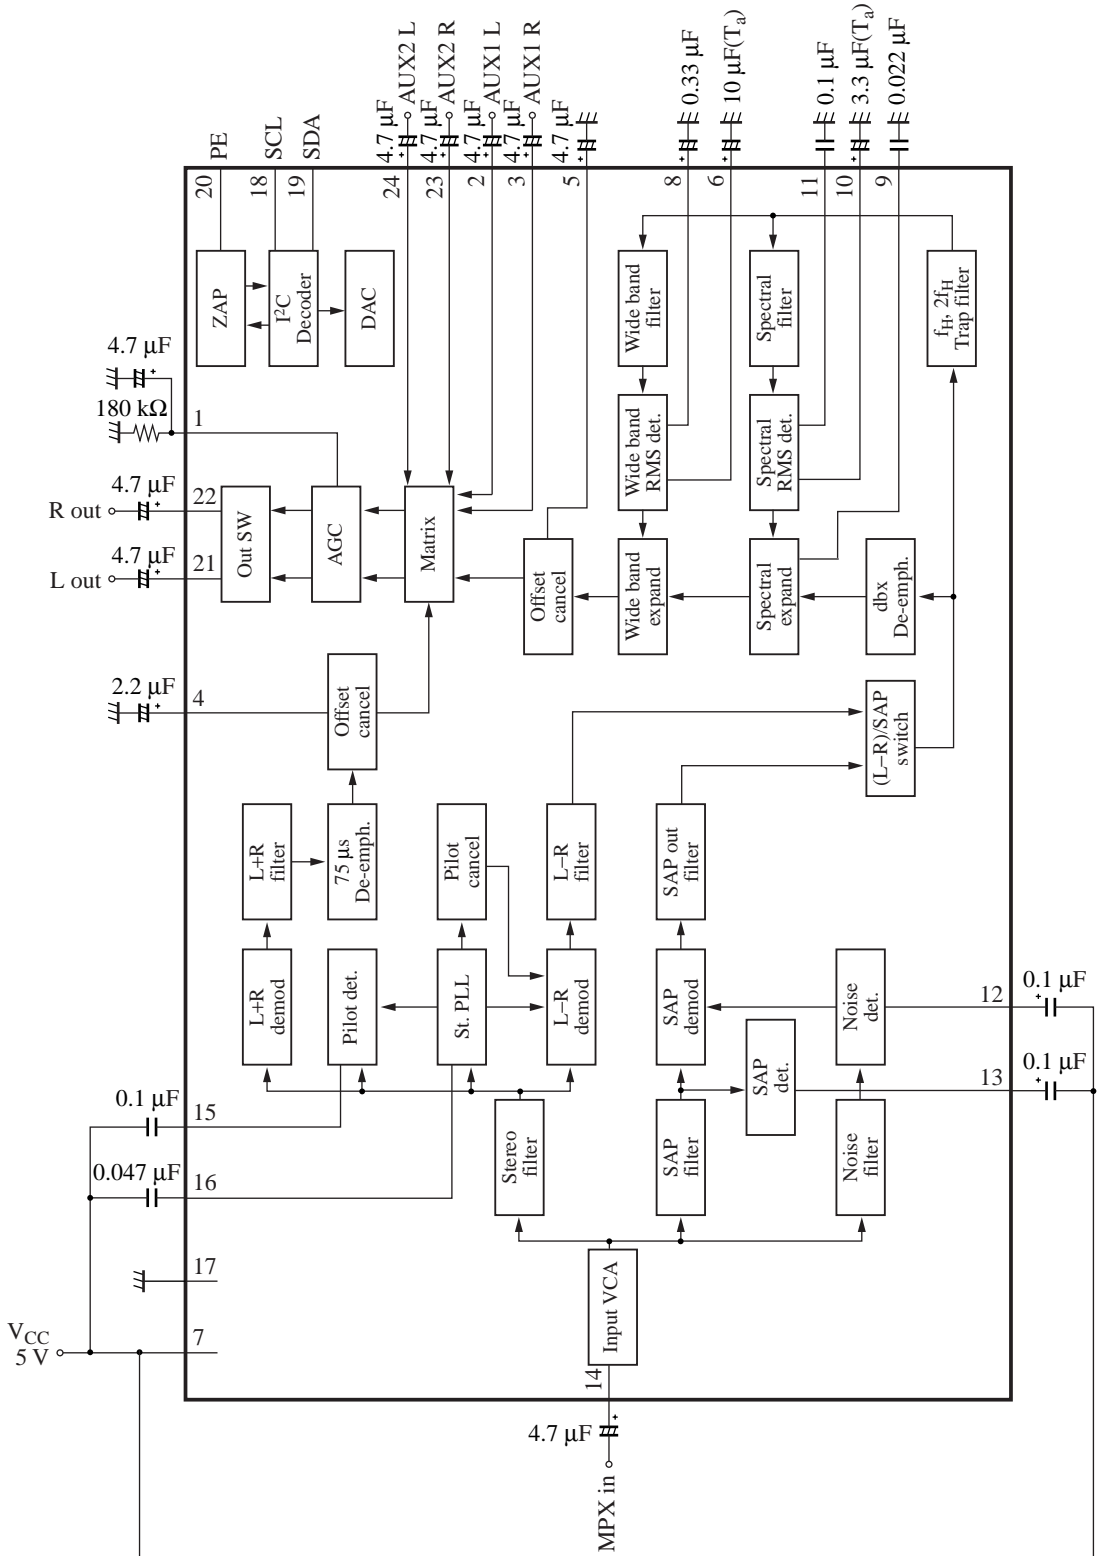 PE
20
SCL
18
SDA
19
4.7 µF
AUX2 L
24
4.7 µF
AUX2 R
23
4.7 µF
AUX1 L
2
4.7 µF
AUX1 R
3
4.7 µF
5
0.33 µF
8
10 µF(Ta)
6
0.1 µF
11
3.3 µF(Ta)
10
0.022 µF
9
ZAP
I²C
Decoder
DAC
Wide band
filter
Spectral
filter
fH, 2fH
Trap filter
4.7 µF
180 kΩ
1
Wide band
RMS det.
Spectral
RMS det.
4.7 µF
R out
22
4.7 µF
L out
21
Out SW
AGC
Matrix
Offset
cancel
Wide band
expand
Spectral
expand
dbx
De-emph.
2.2 µF
4
Offset
cancel
(L−R)/SAP
switch
L+R
filter
75 µs
De-emph.
Pilot
cancel
L−R
filter
SAP out
filter
L+R
demod
Pilot det.
St. PLL
L−R
demod
SAP
demod
Noise
det.
12
0.1 µF
SAP
det.
13
0.1 µF
0.1 µF
15
0.047 µF
16
Stereo
filter
SAP
filter
Noise
filter
17
VCC
5 V
7
Input VCA
14
4.7 µF
MPX in